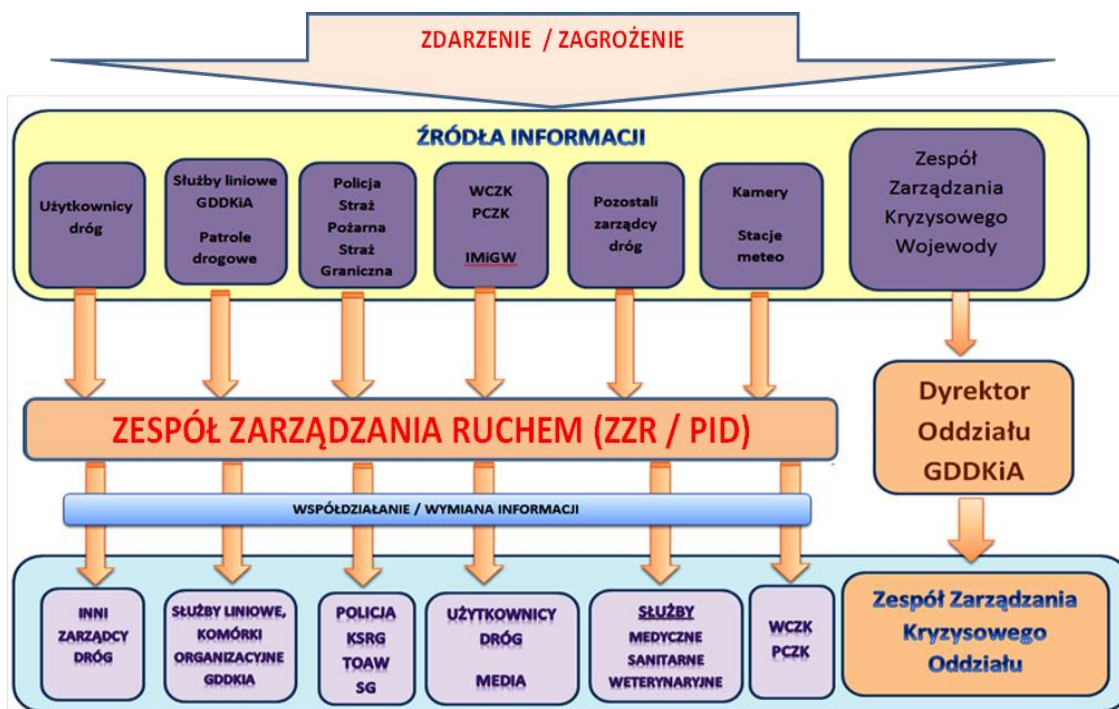 ZDARZENIE / ZAGROŻENIE
ŹRÓDŁA INFORMACJI
Użytkownicy
dróg
Służby liniowe
GDDKiA
Patrole
drogowe
Policja
Straż
Pożarna
Straż
Graniczna
WCZK
PCZK
IMiGW
Pozostali
zarządcy
dróg
Kamery
Stacje
meteo
Zespół
Zarządzania
Kryzysowego
Wojewody
ZESPÓŁ ZARZĄDZANIA RUCHEM (ZZR / PID)
Dyrektor
Oddziału
GDDKiA
WSPÓŁDZIAŁANIE / WYMIANA INFORMACJI
INNI
ZARZĄDCY
DRÓG
SŁUŻBY LINIOWE,
KOMÓRKI
ORGANIZACYJNE
GDDKIA
POLICJA
KSRG
TOAW
SG
UŻYTKOWNICY
DRÓG
MEDIA
SŁUŻBY
MEDYCZNE
SANITARNE
WETERYNARYJNE
WCZK
PCZK
Zespół Zarządzania
Kryzysowego
Oddziału